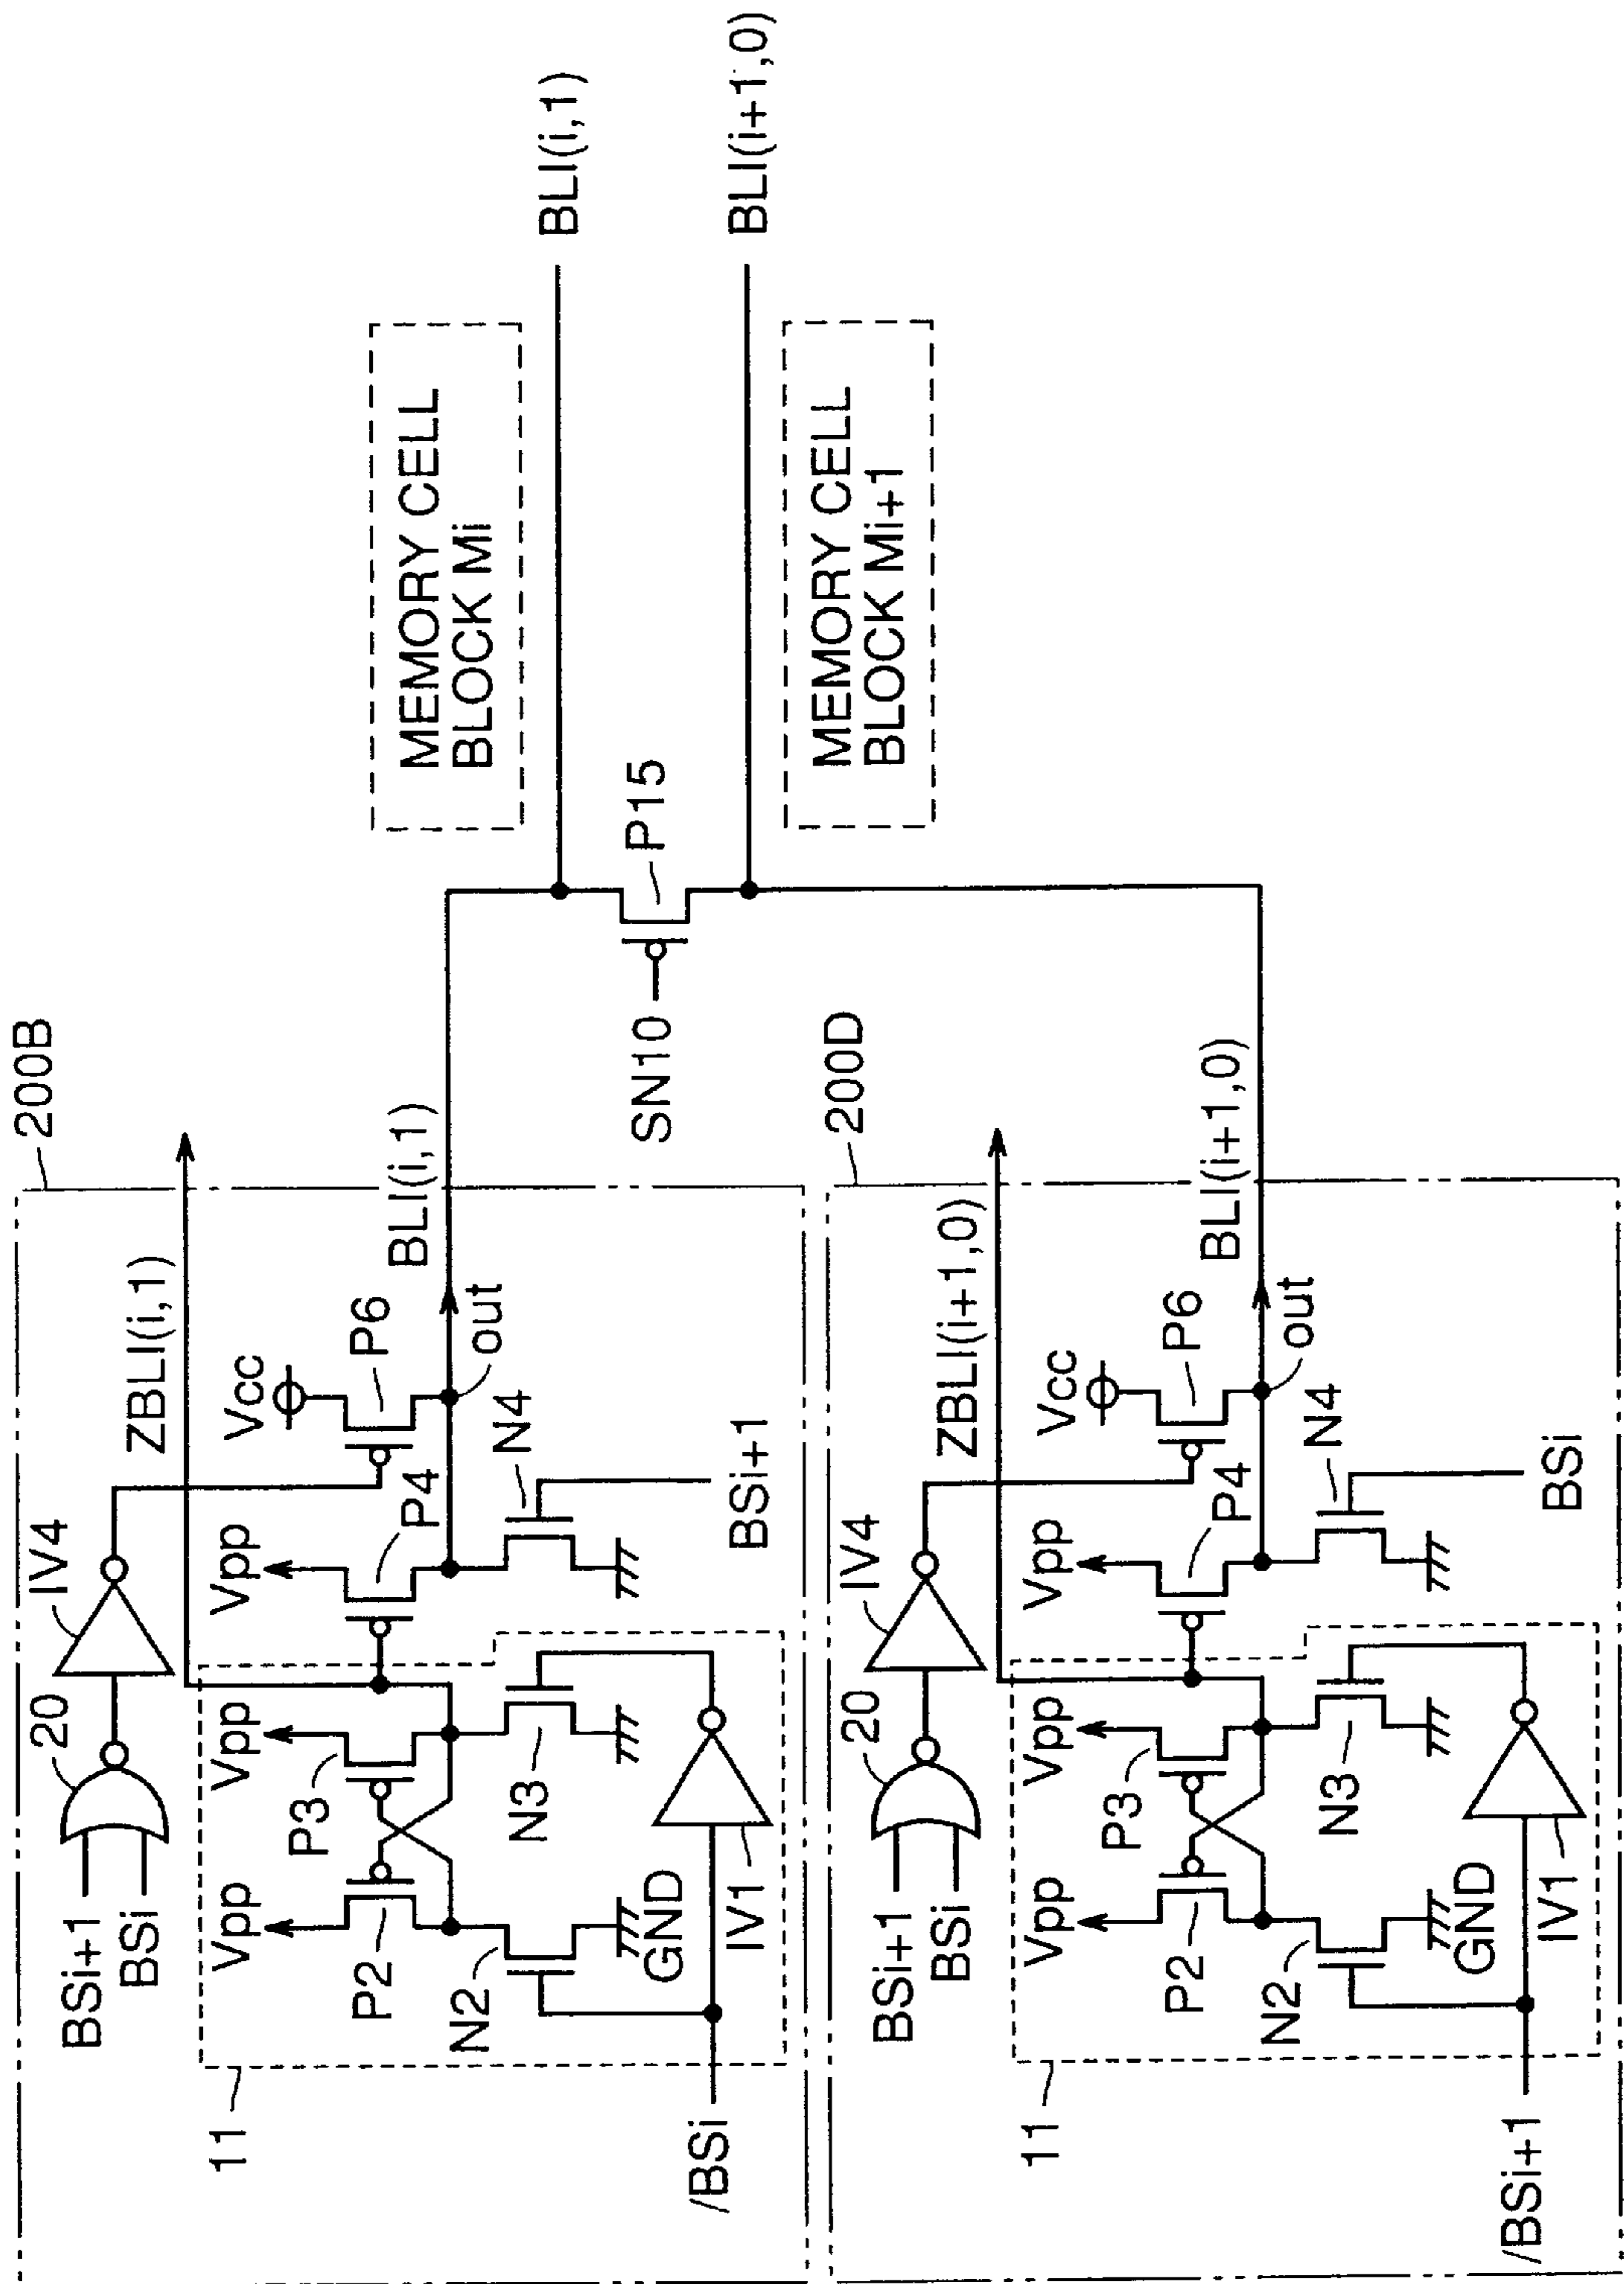 200B
BSi+1
BSi
20
IV4
ZBLI(i,1)
Vpp
Vpp
Vpp
Vcc
P2
P3
P4
P6
BLI(i,1)
out
N2
N3
N4
GND
IV1
BSi+1
11
/BSi
SN10
P15
MEMORY CELL
BLOCK Mi
BLI(i,1)
BLI(i+1,0)
MEMORY CELL
BLOCK Mi+1
200D
BSi+1
BSi
20
IV4
ZBLI(i+1,0)
Vpp
Vpp
Vpp
Vcc
P2
P3
P4
P6
BLI(i+1,0)
out
N2
N3
N4
GND
IV1
BSi
11
/BSi+1